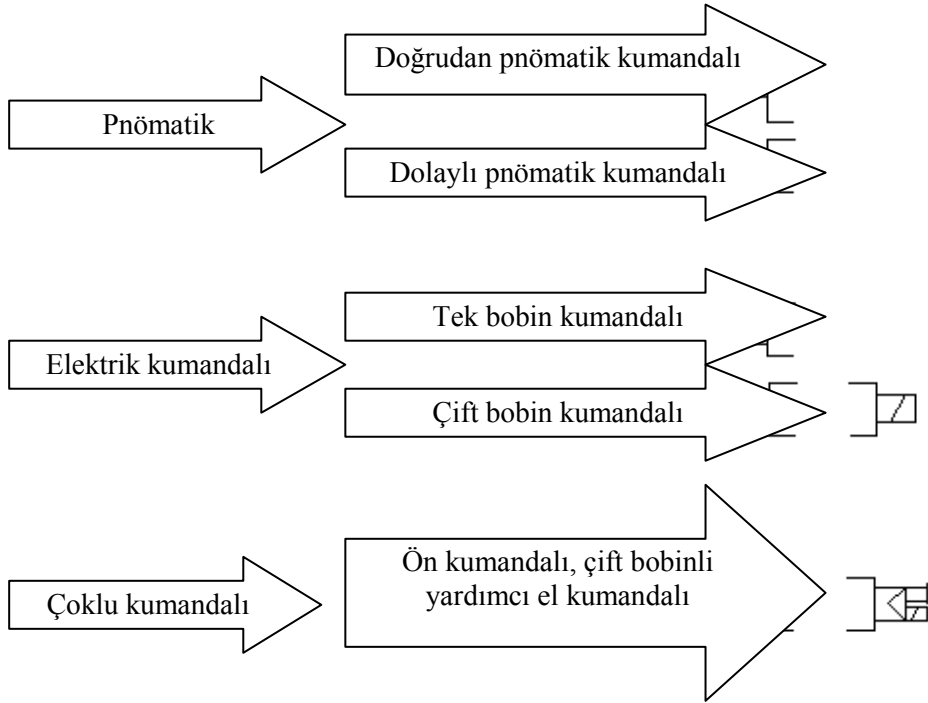 Doğrudan pnömatik kumandalı
Pnömatik
Dolaylı pnömatik kumandalı
Tek bobin kumandalı
Elektrik kumandalı
Çift bobin kumandalı
Ön kumandalı, çift bobinli
yardımcı el kumandalı
Çoklu kumandalı